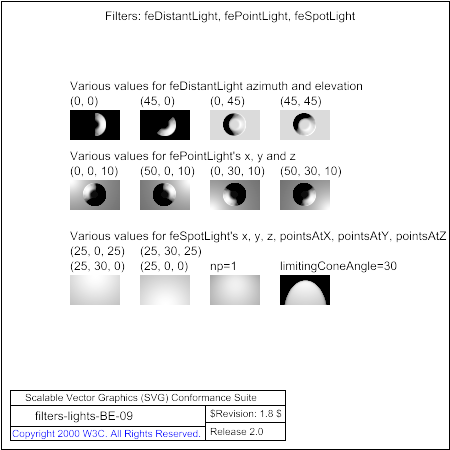 Filters: feDistantLight, fePointLight, feSpotLight
Various values for feDistantLight azimuth and elevation
(0, 0) (45, 0) (0, 45) (45, 45)
Various values for fePointLight's x, y and z
(0, 0, 10) (50, 0, 10) (0, 30, 10) (50, 30, 10)
Various values for feSpotLight's x, y, z, pointsAtX, pointsAtY, pointsAtZ
(25, 0, 25) (25, 30, 25)
(25, 30, 0) (25, 0, 0) np=1 limitingConeAngle=30
Scalable Vector Graphics (SVG) Conformance Suite
filters-lights-BE-09
$Revision: 1.8 $
Copyright 2000 W3C. All Rights Reserved.
Release 2.0